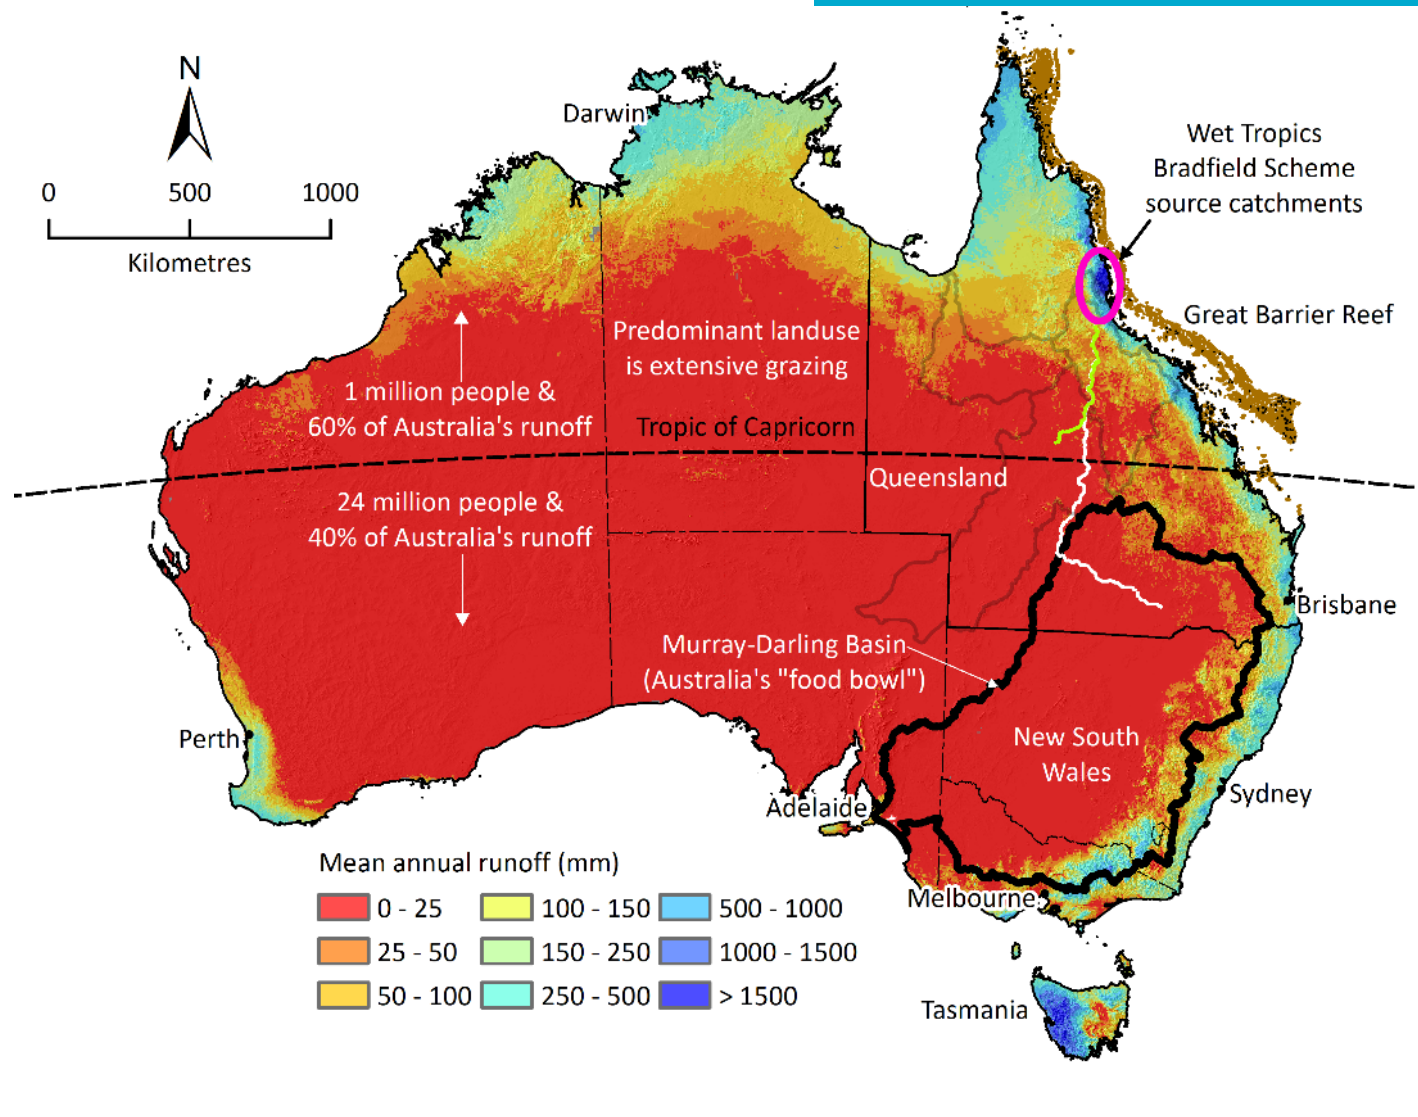 N
Darwin
0 500 1000
Kilometres
Wet Tropics
Bradfield Scheme
source catchments
Great Barrier Reef
Predominant landuse
is extensive grazing
1 million people &
60% of Australia's runoff
Tropic of Capricorn
Queensland
24 million people &
40% of Australia's runoff
Brisbane
Murray-Darling Basin
(Australia's "food bowl")
New South
Wales
Perth
Sydney
Adelaide
Melbourne
Tasmania
Mean annual runoff (mm)
0 - 25
25 - 50
50 - 100
100 - 150
150 - 250
250 - 500
500 - 1000
1000 - 1500
> 1500